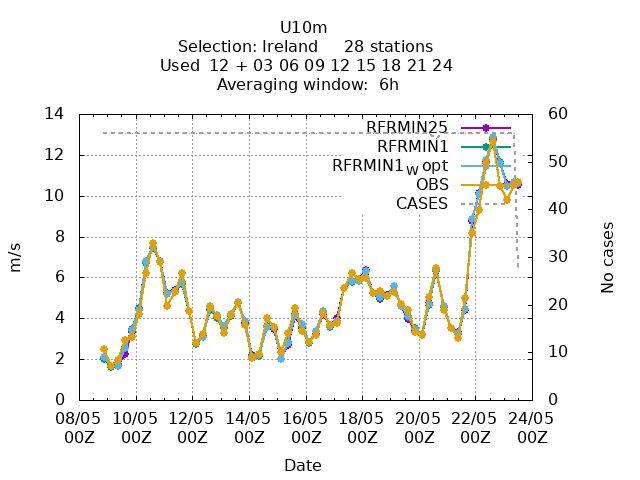 U10m
Selection: Ireland 28 stations
Used 12 + 03 06 09 12 15 18 21 24
Averaging window: 6h
14
12
10
8
6
4
2
0
m/s
60
50
40
30
20
10
0
No cases
RFRMIN25
RFRMIN1
RFRMIN1W opt
OBS
CASES
08/05 10/05 12/05 14/05 16/05 18/05 20/05 22/05 24/05
00Z 00Z 00Z 00Z 00Z 00Z 00Z 00Z 00Z
Date